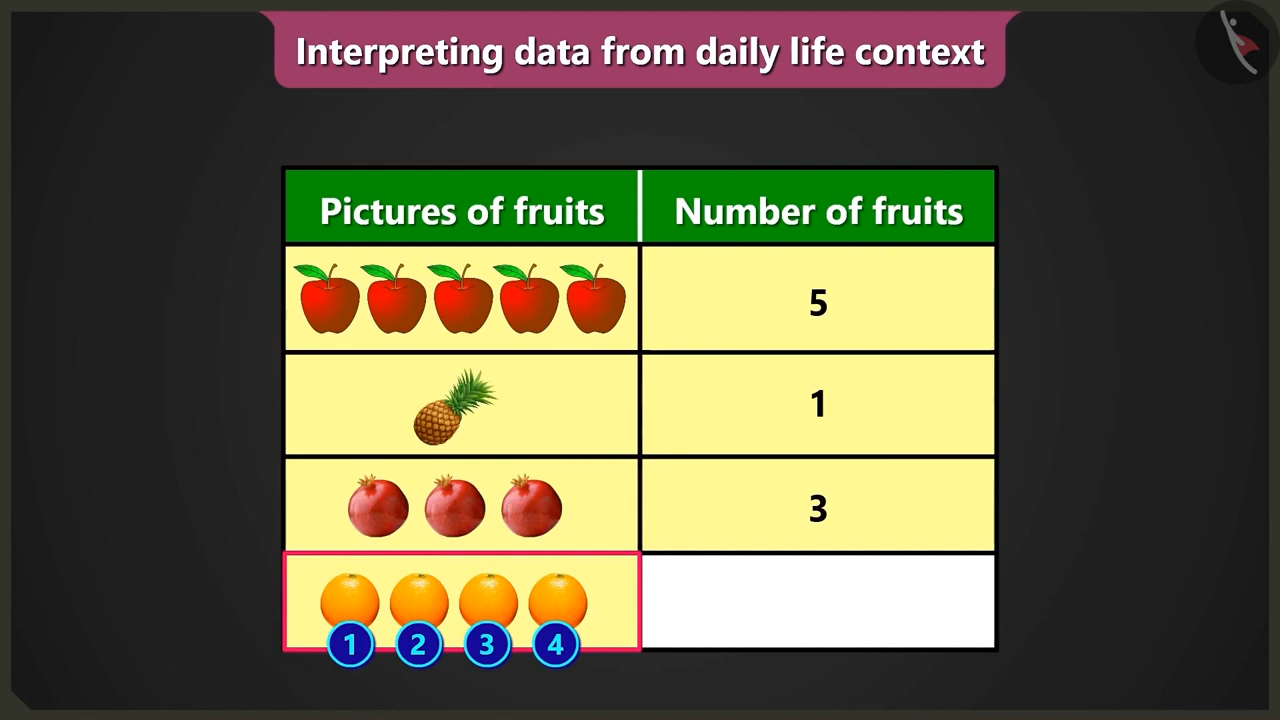 Interpreting data from daily life context
Pictures of fruits Number of fruits
5
1
3
1 2 3 4